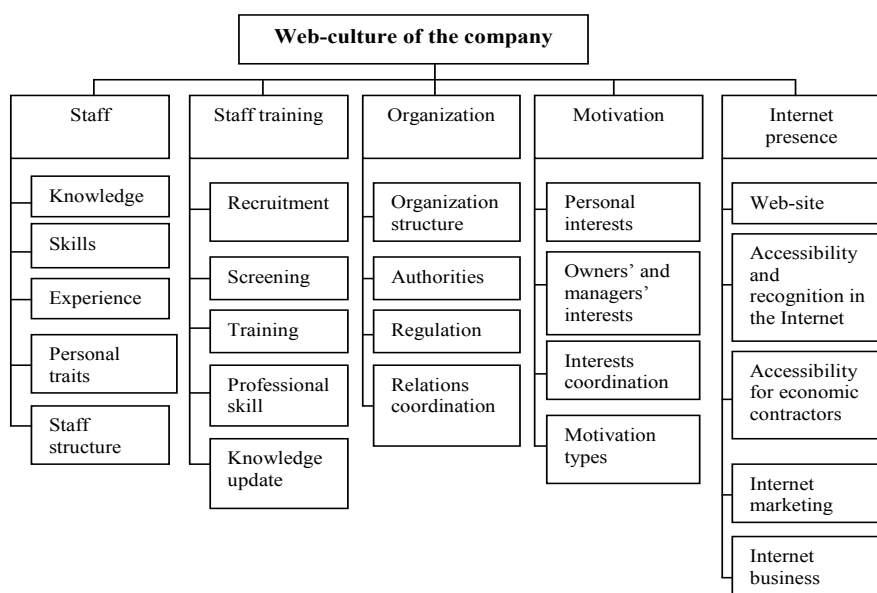 Web-culture of the company
Staff
Knowledge
Skills
Experience
Personal
traits
Staff
structure
Staff training
Recruitment
Screening
Training
Professional
skill
Knowledge
update
Organization
Organization
structure
Authorities
Regulation
Relations
coordination
Motivation
Personal
interests
Owners’ and
managers’
interests
Interests
coordination
Motivation
types
Internet
presence
Web-site
Accessibility
and
recognition in
the Internet
Accessibility
for economic
contractors
Internet
marketing
Internet
business